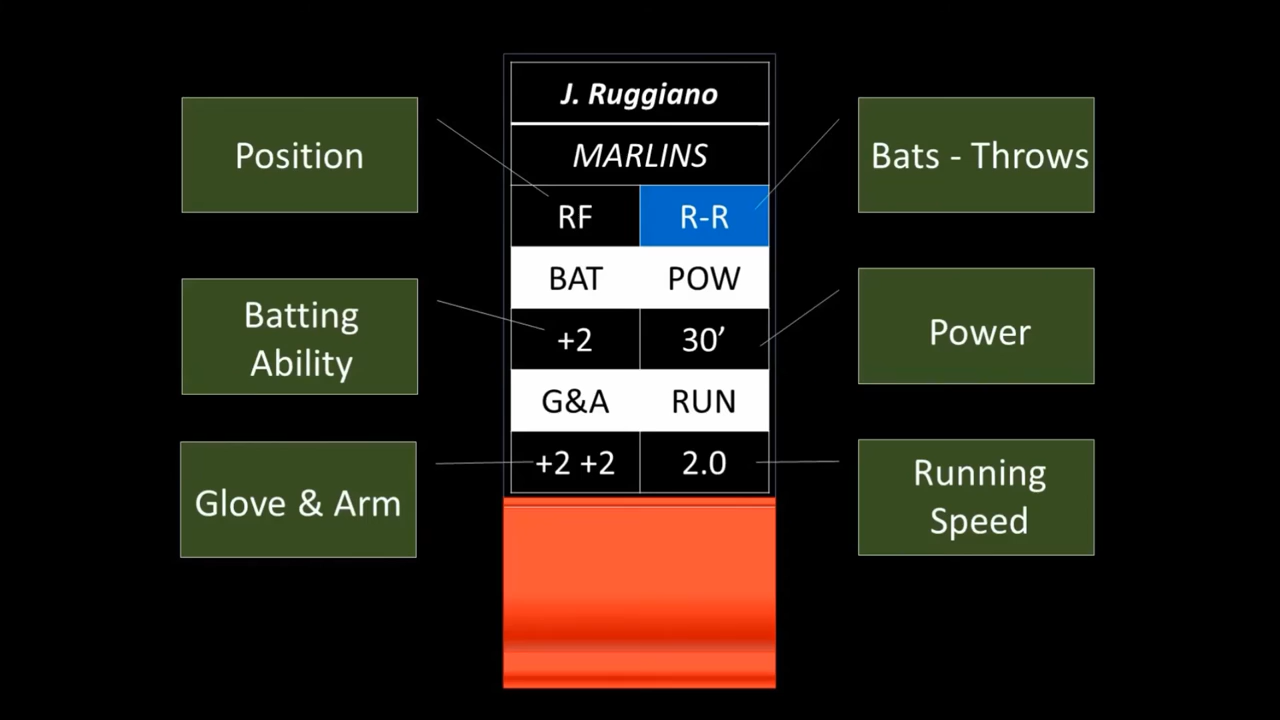 J. Ruggiano
MARLINS
RF R-R
BAT POW
+2 30’
G&A RUN
+2 +2 2.0
Position
Batting
Ability
Glove & Arm
Bats - Throws
Power
Running
Speed